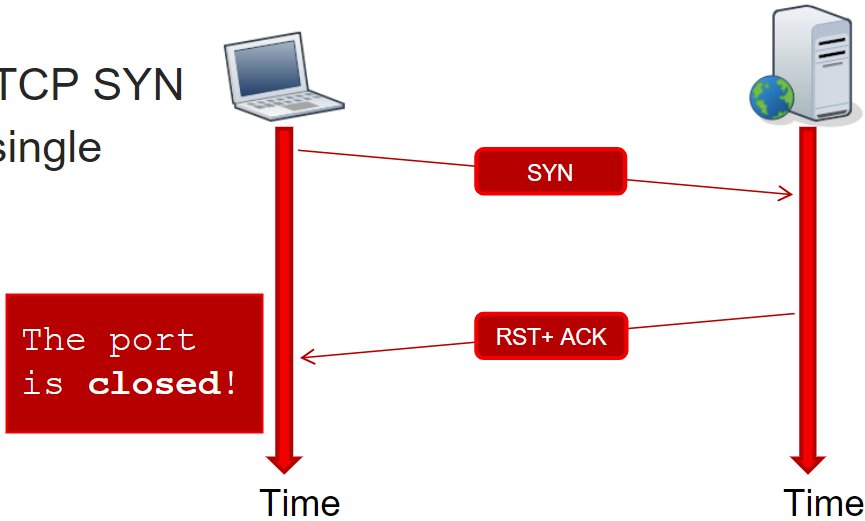 TCP SYN
single
SYN
RST+ ACK
The port
is closed!
Time
Time